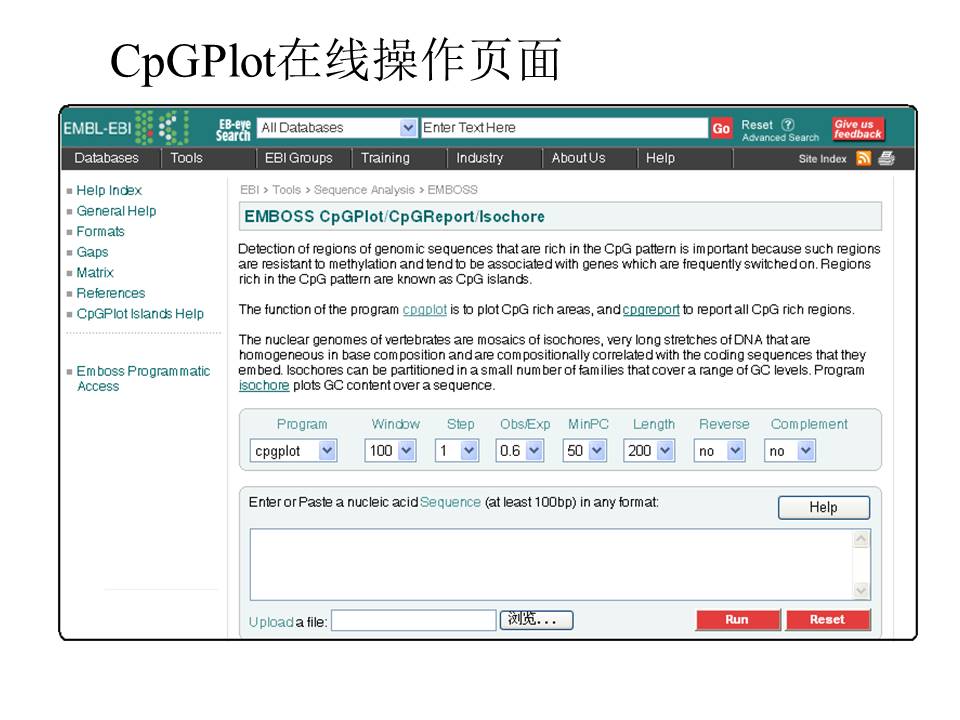 CpGPlot在线操作页面
EMBL-EBI
EB-eye
Search
All Databases
Enter Text Here
Go
Reset ?
Advanced Search
Give us
feedback
Databases Tools EBI Groups Training Industry About Us Help Site Index
Help Index
General Help
Formats
Gaps
Matrix
References
CpGPlot Islands Help
Emboss Programmatic
Access
EBI > Tools > Sequence Analysis > EMBOSS
EMBOSS CpGPlot/CpGReport/Isochore
Detection of regions of genomic sequences that are rich in the CpG pattern is important because such regions
are resistant to methylation and tend to be associated with genes which are frequently switched on. Regions
rich in the CpG pattern are known as CpG islands.
The function of the program cpgplot is to plot CpG rich areas, and cpgreport to report all CpG rich regions.
The nuclear genomes of vertebrates are mosaics of isochores, very long stretches of DNA that are
homogeneous in base composition and are compositionally correlated with the coding sequences that they
embed. Isochores can be partitioned in a small number of families that cover a range of GC levels. Program
isochore plots GC content over a sequence.
Program Window Step Obs/Exp MinPC Length Reverse Complement
cpgplot 100 1 0.6 50 200 no no
Enter or Paste a nucleic acid Sequence (at least 100bp) in any format:
Help
Upload a file:
浏览...
Run
Reset